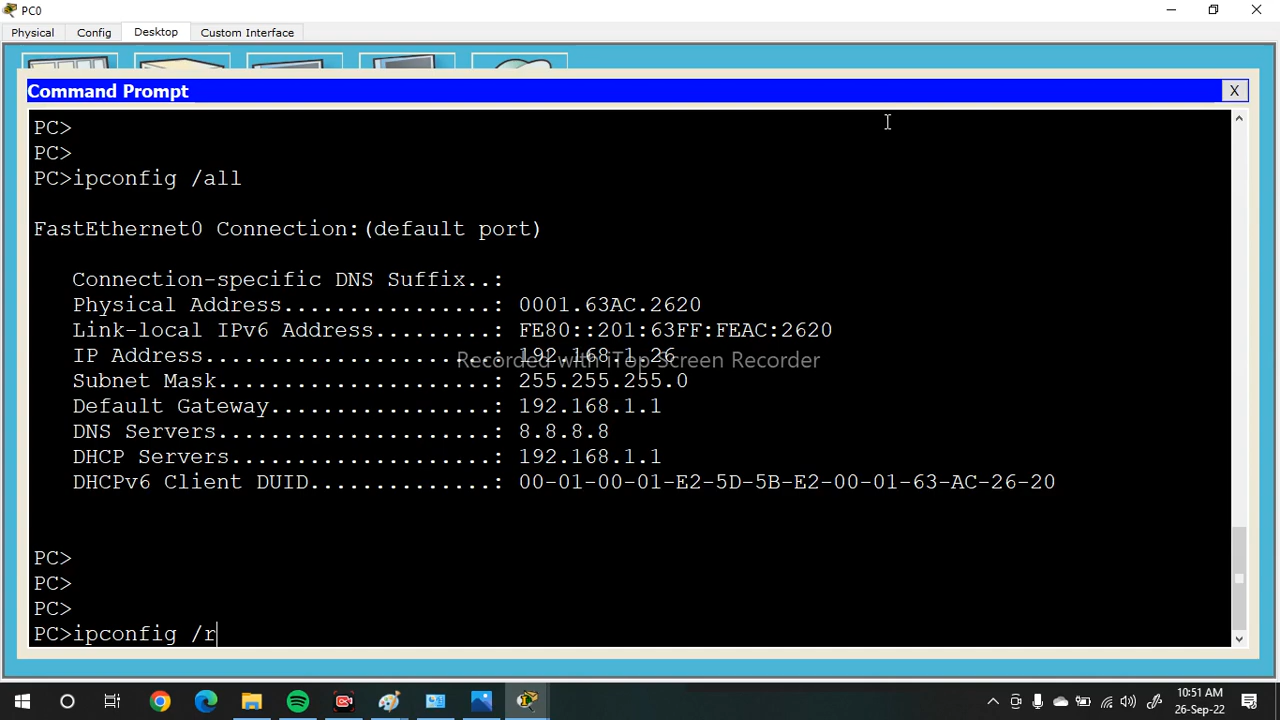 PC0
Physical Config Desktop Custom Interface
Command Prompt
X
PC>
PC>
PC>ipconfig /all
FastEthernet0 Connection:(default port)
Connection-specific DNS Suffix..:
Physical Address................: 0001.63AC.2620
Link-local IPv6 Address.........: FE80::201:63FF:FEAC:2620
IP Address......................: 192.168.1.26
Recorded with iTop Screen Recorder
Subnet Mask.....................: 255.255.255.0
Default Gateway.................: 192.168.1.1
DNS Servers.....................: 8.8.8.8
DHCP Servers....................: 192.168.1.1
DHCPv6 Client DUID..............: 00-01-00-01-E2-5D-5B-E2-00-01-63-AC-26-20
PC>
PC>
PC>
PC>ipconfig /r
10:51 AM
26-Sep-22